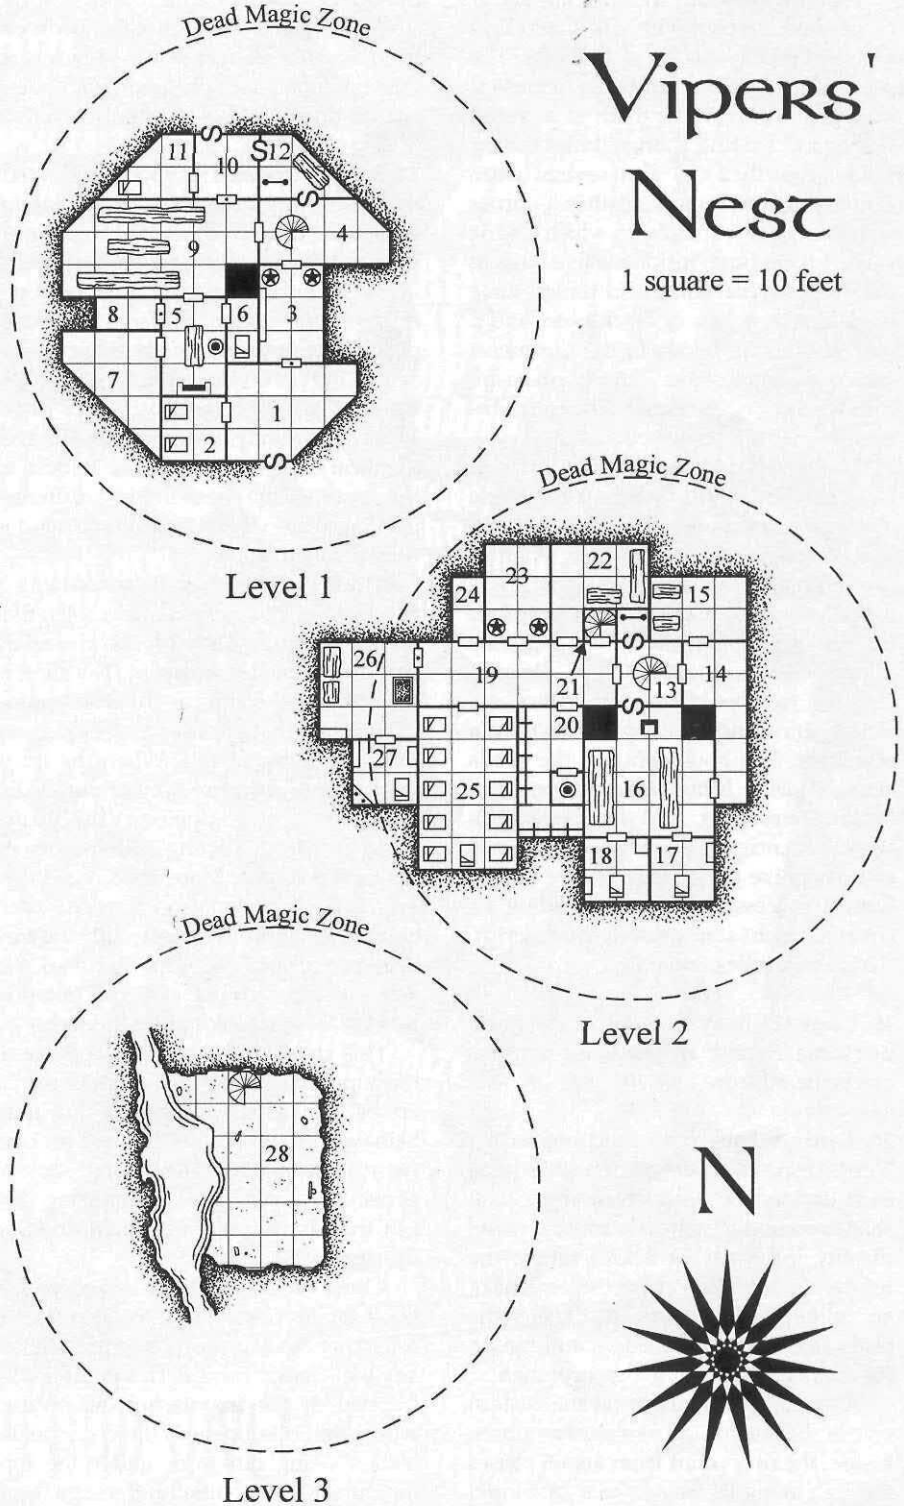 Dead Magic Zone
Vipers'
Nest
1 square = 10 feet
11
10
S
S
12
S
4
9
8
5
6
3
7
1
2
S
Level 1
Dead Magic Zone
22
23
24
15
S
26
19
21
13
14
S
20
27
25
16
18
17
Level 2
Dead Magic Zone
28
Level 3
N